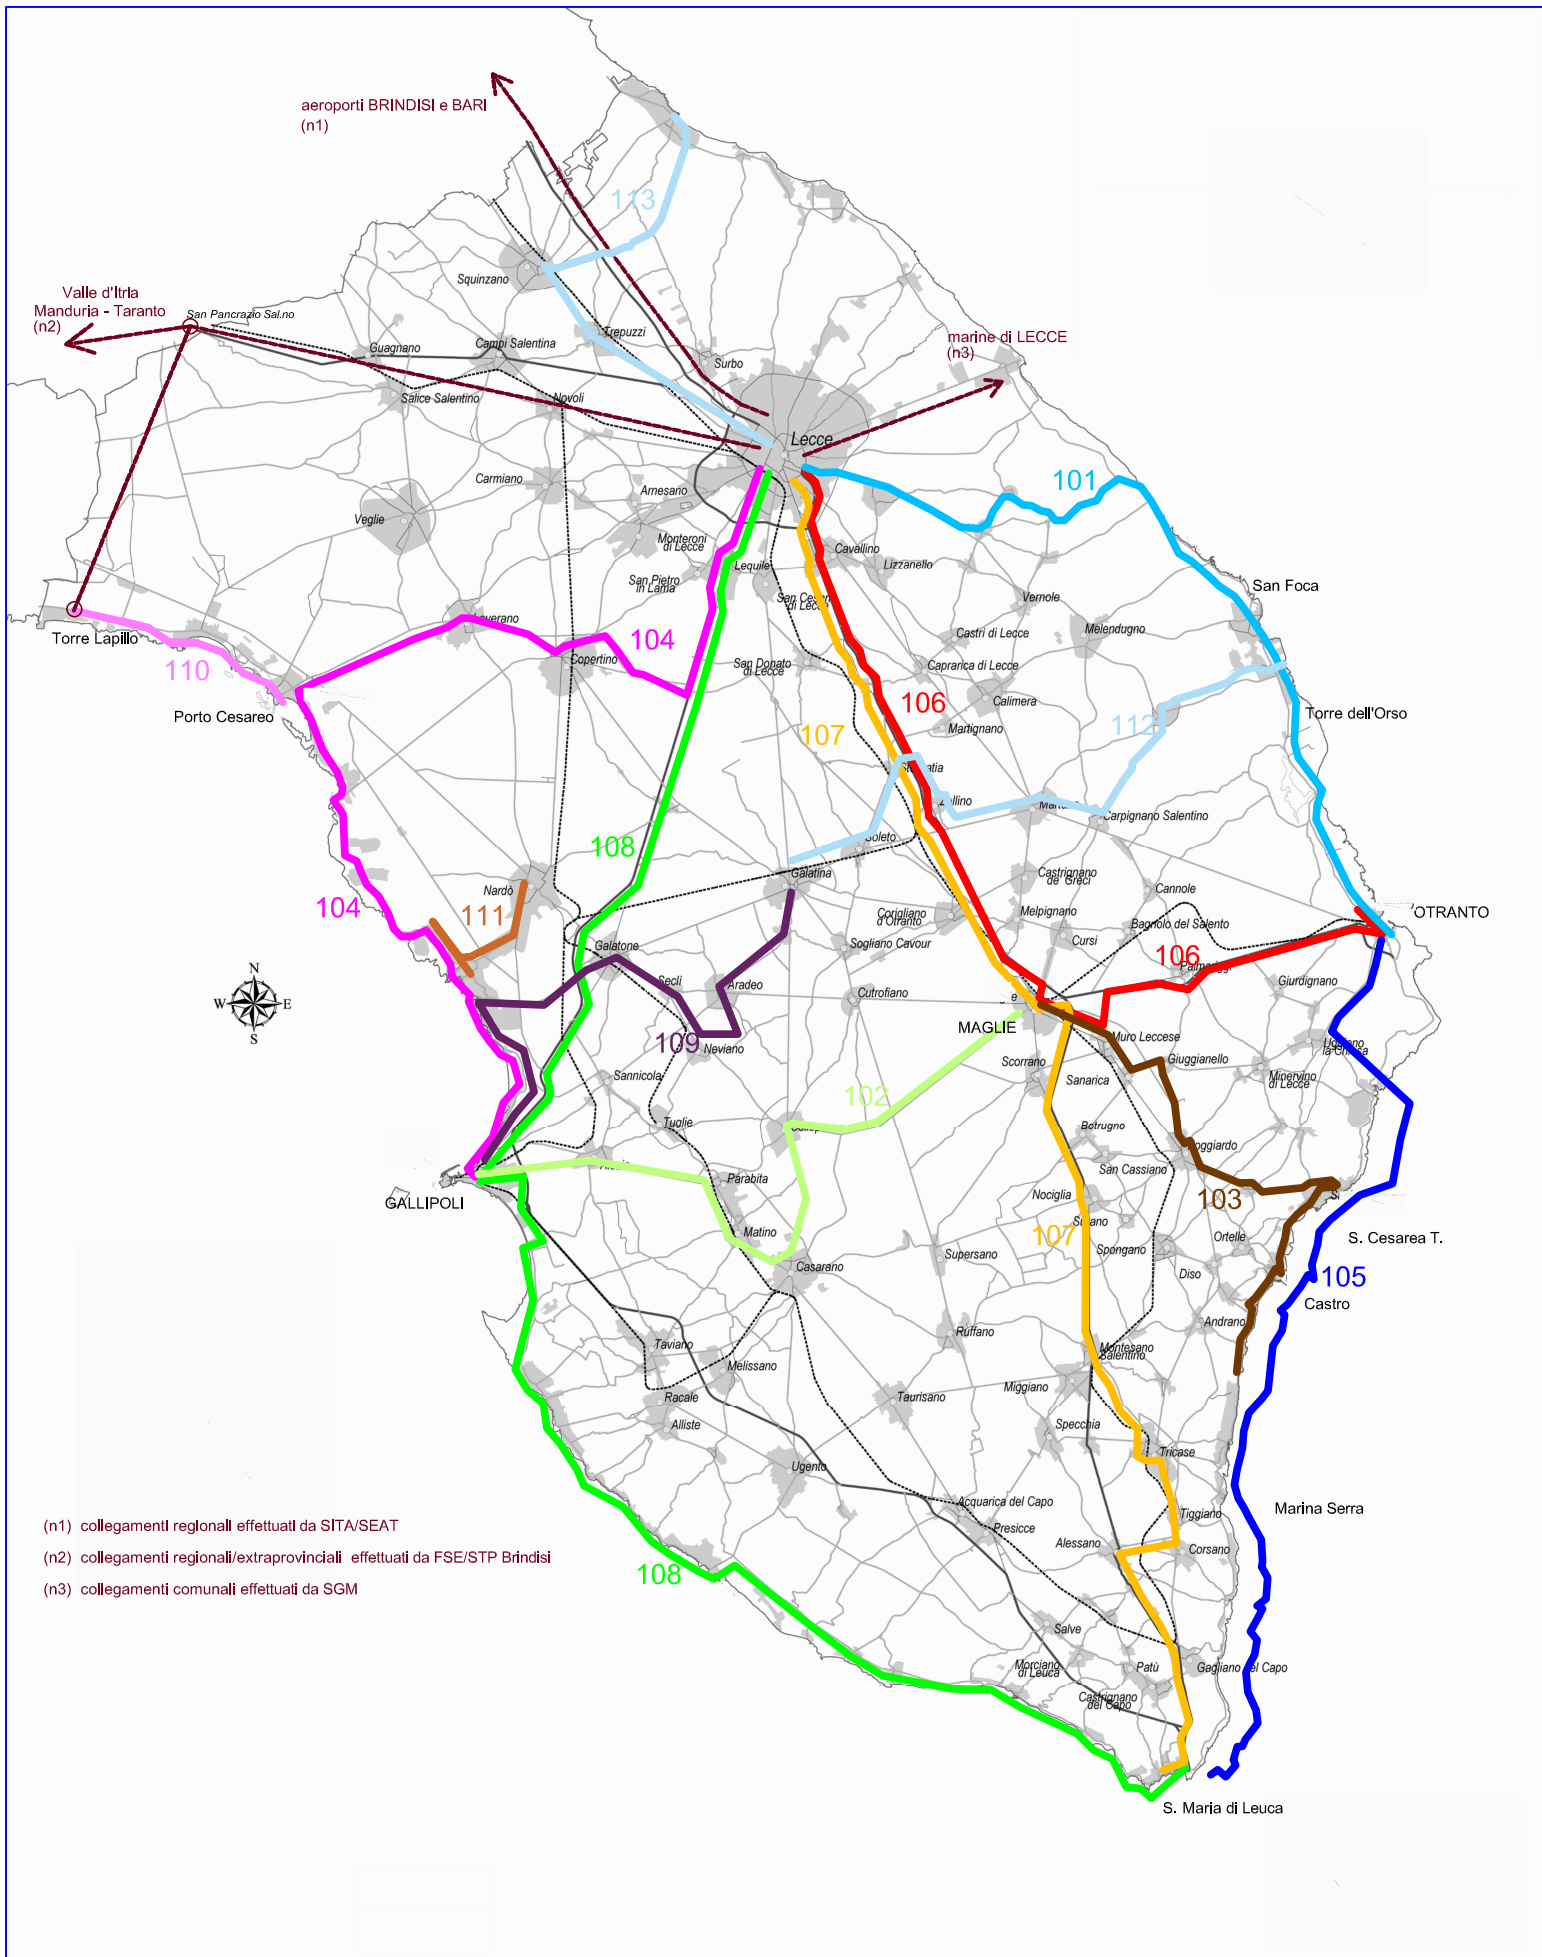 aeroporti BRINDISI e BARI
(n1)
113
Squinzano
Valle d'Itria
Manduria - Taranto
(n2)
San Pancrazio Sal.no
Trepuzzi
marine di LECCE
(n3)
Guagnano
Campi Salentina
Surbo
Salice Salentino
Novoli
Lecce
101
Carmiano
Arnesano
Veglie
Monteroni
di Lecce
Cavallino
Lequile
Lizzanello
San Pietro
in Lama
San Foca
di Lecce
Vernole
Torre Lapillo
104
Castrì di Lecce
Melendugno
Copertino
San Donato
di Lecce
Caprarica di Lecce
110
Calimera
106
Porto Cesareo
Torre dell'Orso
107
Martignano
112
Carpignano Salentino
108
Galatina
Castrignano
de' Greci
Nardò
Cannole
104
111
Corigliano
d'Otranto
Melpignano
OTRANTO
Bagnolo del Salento
Galatone
Sogliano Cavour
Cursi
106
Seclì
Aradeo
Giurdignano
N
W
E
S
Cutrofiano
MAGLIE
109
Neviano
Muro Leccese
Scorrano
Giuggianello
Sannicola
Sanarica
Minervino
di Lecce
102
Tuglie
Botrugno
San Cassiano
Parabita
Nociglia
103
GALLIPOLI
Matino
107
Spongano
Ortelle
S. Cesarea T.
Supersano
Casarano
Diso
105
Castro
Andrano
Ruffano
Taviano
Montesano
Salentino
Melissano
Miggiano
Racale
Taurisano
Alliste
Specchia
Tricase
Ugento
Acquarica del Capo
Marina Serra
Tiggiano
(n1) collegamenti regionali effettuati da SITA/SEAT
Presicce
Alessano
Corsano
(n2) collegamenti regionali/extraprovinciali effettuati da FSE/STP Brindisi
108
(n3) collegamenti comunali effettuati da SGM
Salve
Morciano
di Leuca
Patù
Gagliano del Capo
Castrignano
del Capo
S. Maria di Leuca